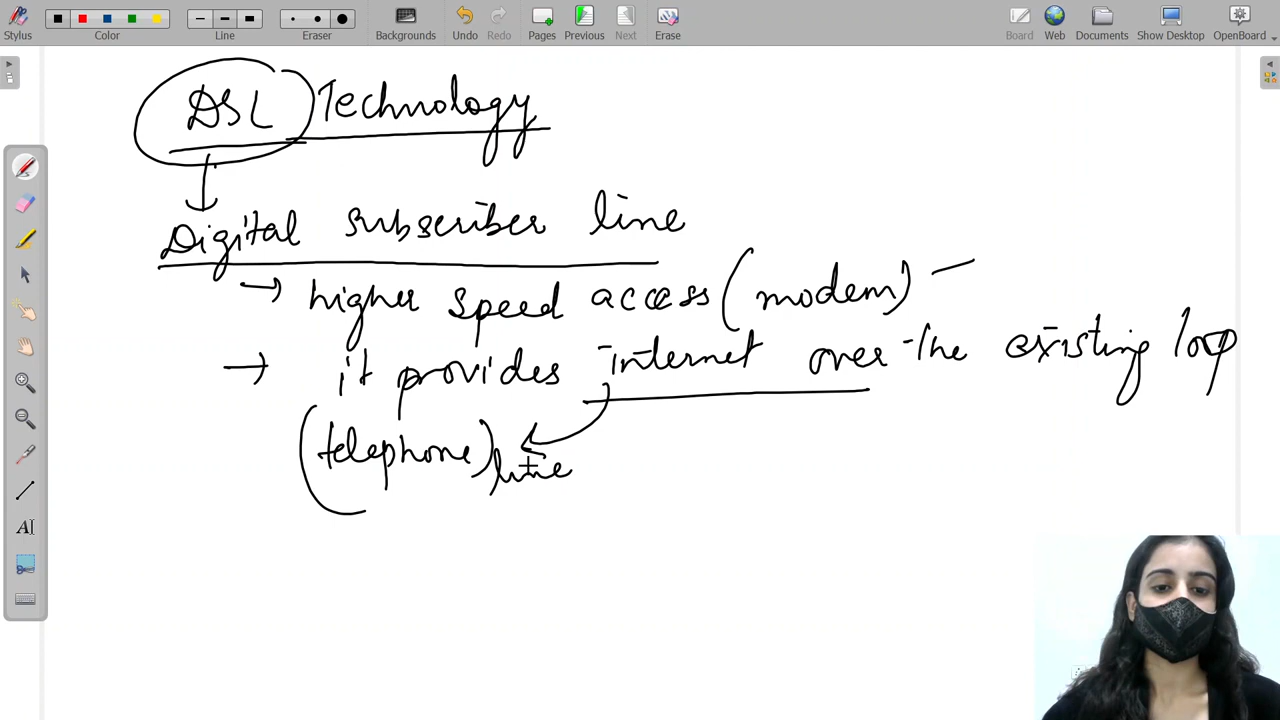 Stylus Color Line Eraser Backgrounds Undo Redo Pages Previous Next Erase Board Web Documents Show Desktop OpenBoard
DSL Technology
Digital subscriber line
→ higher speed access (modem) —
→ it provides internet over the existing loop
(telephone) line